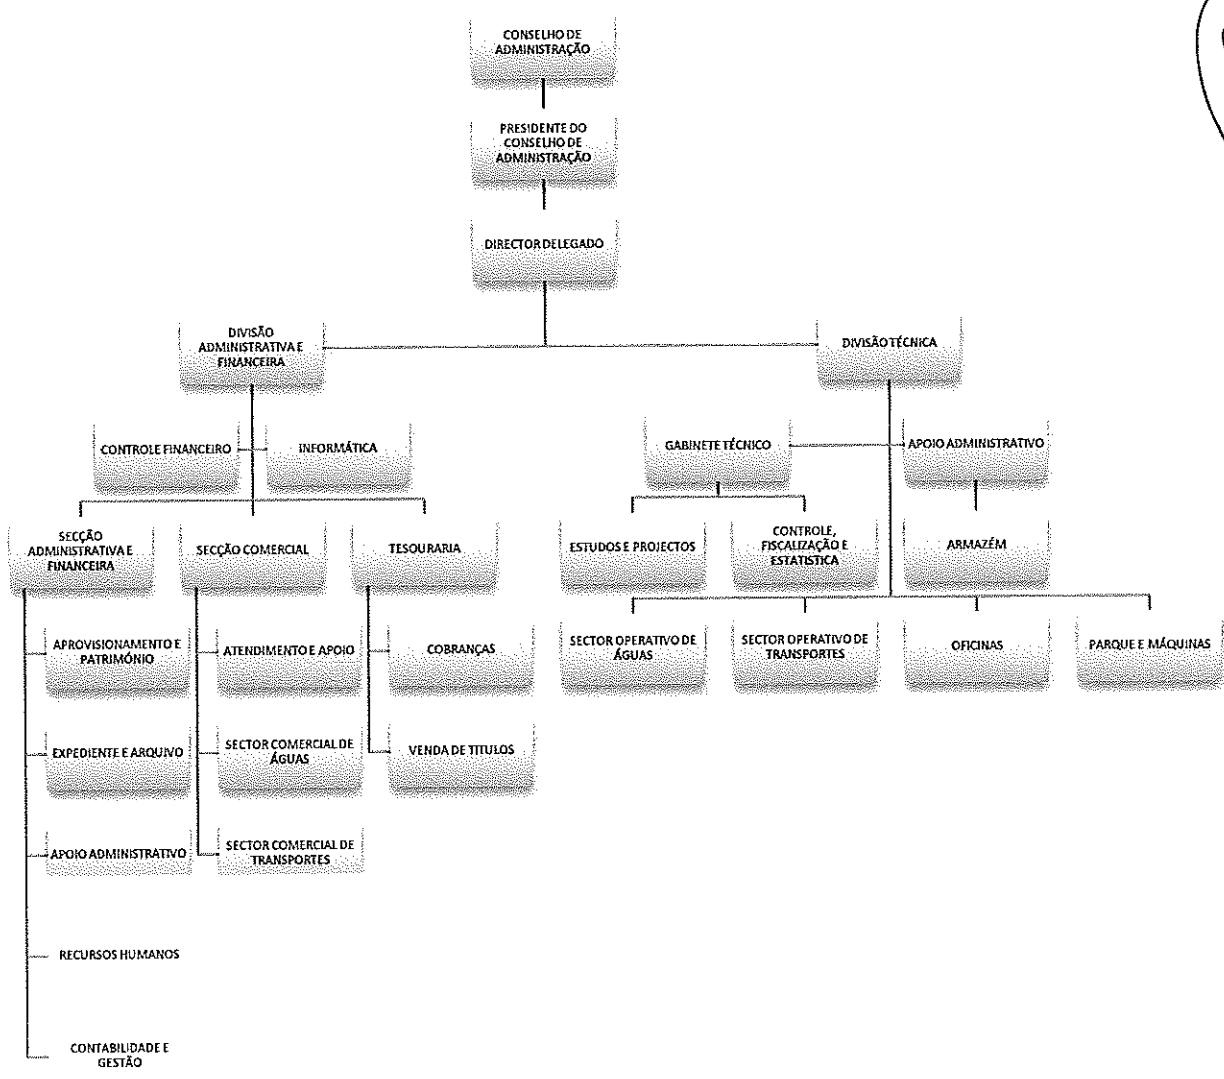 CONSELHO DE
ADMINISTRAÇÃO
PRESIDENTE DO
CONSELHO DE
ADMINISTRAÇÃO
DIRECTOR DELEGADO
DIVISÃO
ADMINISTRATIVA E
FINANCEIRA
DIVISÃO TÉCNICA
CONTROLE FINANCEIRO
INFORMÁTICA
GABINETE TÉCNICO
APOIO ADMINISTRATIVO
SECÇÃO
ADMINISTRATIVA E
FINANCEIRA
SECÇÃO COMERCIAL
TESOURARIA
ESTUDOS E PROJECTOS
CONTROLE,
FISCALIZAÇÃO E
ESTATISTICA
ARMAZÉM
APROVISIONAMENTO E
PATRIMÓNIO
ATENDIMENTO E APOIO
COBRANÇAS
SECTOR OPERATIVO DE
ÁGUAS
SECTOR OPERATIVO DE
TRANSPORTES
OFICINAS
PARQUE E MÁQUINAS
EXPEDIENTE E ARQUIVO
SECTOR COMERCIAL DE
ÁGUAS
VENDA DE TITULOS
APOIO ADMINISTRATIVO
SECTOR COMERCIAL DE
TRANSPORTES
RECURSOS HUMANOS
CONTABILIDADE E
GESTÃO